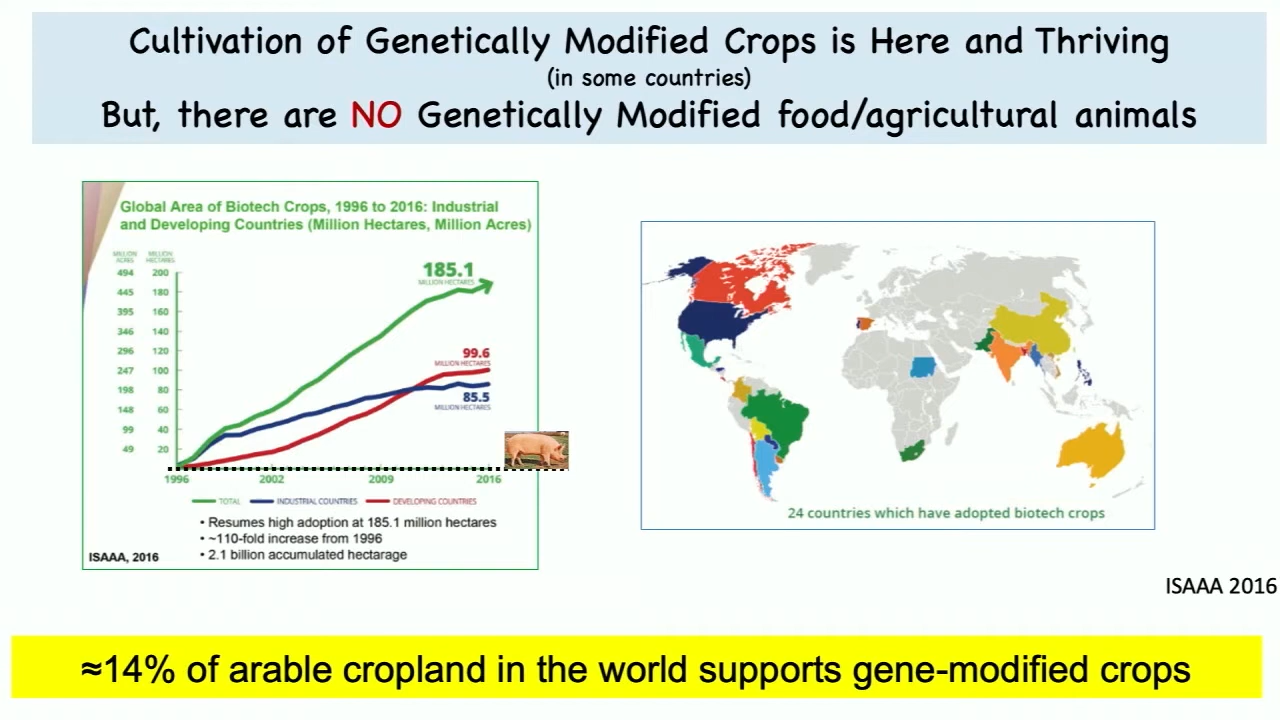 Cultivation of Genetically Modified Crops is Here and Thriving
(in some countries)
But, there are NO Genetically Modified food/agricultural animals
Global Area of Biotech Crops, 1996 to 2016: Industrial
and Developing Countries (Million Hectares, Million Acres)
MILLION ACRES MILLION HECTARES
494 200
445 180
395 160
346 140
296 120
247 100
198 80
148 60
99 40
49 20
185.1
MILLION HECTARES
99.6
MILLION HECTARES
85.5
MILLION HECTARES
1996 2002 2009 2016
TOTAL INDUSTRIAL COUNTRIES DEVELOPING COUNTRIES
• Resumes high adoption at 185.1 million hectares
• ~110-fold increase from 1996
• 2.1 billion accumulated hectarage
ISAAA, 2016
24 countries which have adopted biotech crops
ISAAA 2016
≈14% of arable cropland in the world supports gene-modified crops